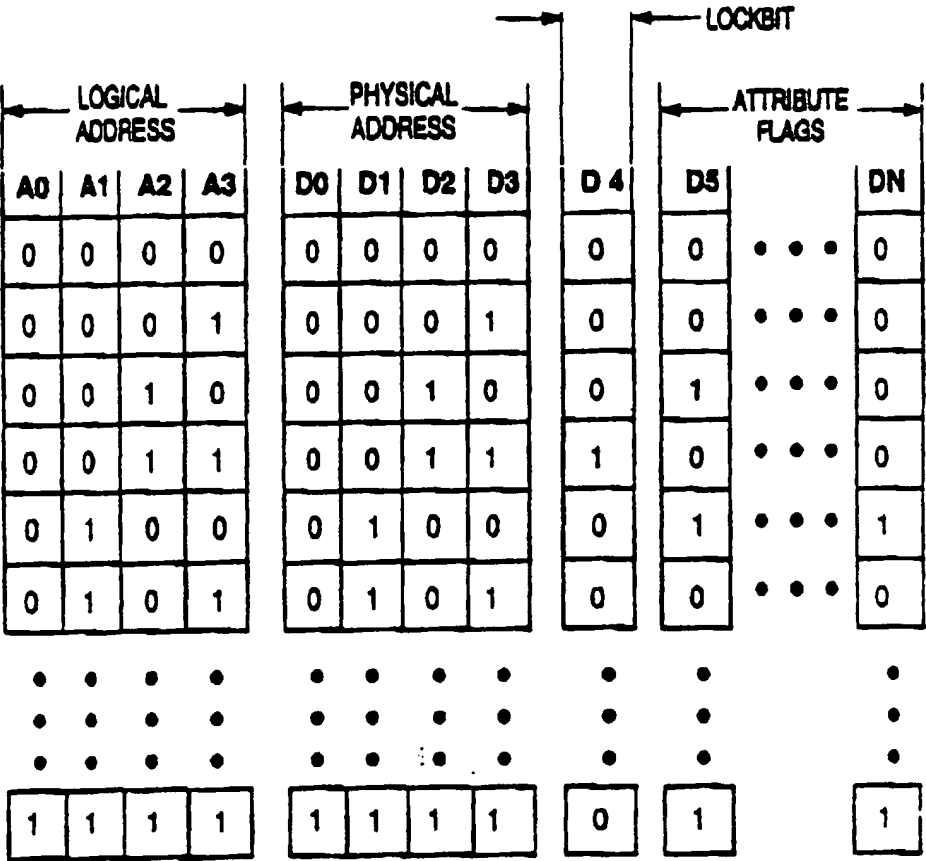 LOCKBIT
LOGICAL ADDRESS PHYSICAL ADDRESS ATTRIBUTE FLAGS
A0 A1 A2 A3 D0 D1 D2 D3 D 4 D5 DN
0 0 0 0 0 0 0 0 0 0 • • • 0
0 0 0 1 0 0 0 1 0 0 • • • 0
0 0 1 0 0 0 1 0 0 1 • • • 0
0 0 1 1 0 0 1 1 1 0 • • • 0
0 1 0 0 0 1 0 0 0 1 • • • 1
0 1 0 1 0 1 0 1 0 0 • • • 0
1 1 1 1 1 1 1 1 0 1 1